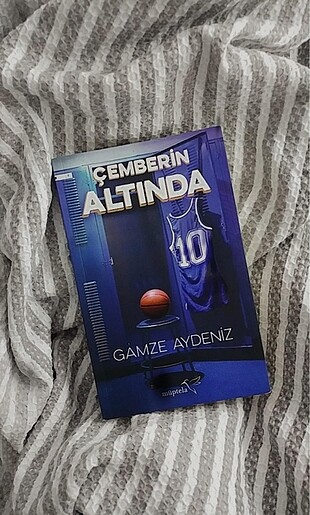 ÇEMBERİN
ALTINDA
10
GAMZE AYDENİZ
müptela